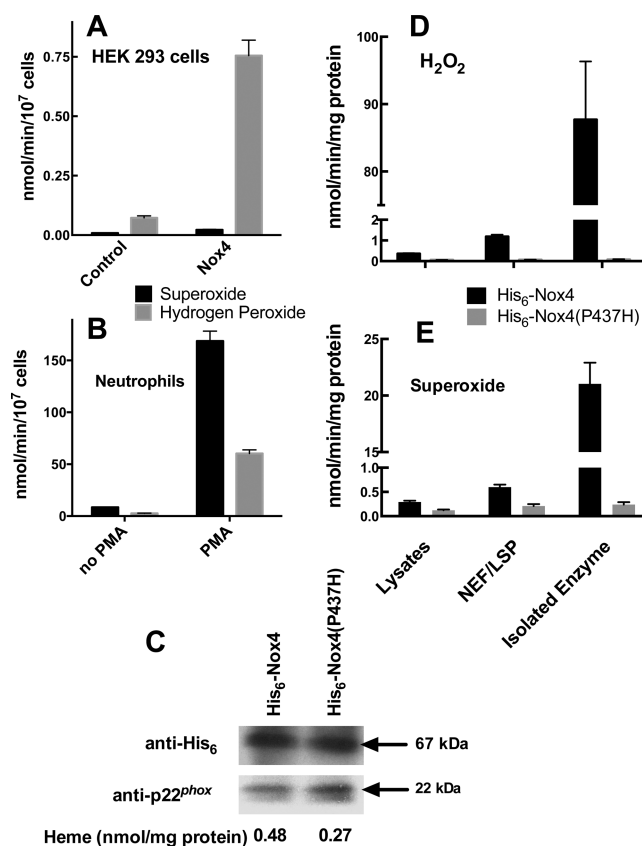 A
HEK 293 cells
nmol/min/10⁷ cells
0.75
0.50
0.25
0.00
Control
Nox4
Superoxide
Hydrogen Peroxide
B
Neutrophils
nmol/min/10⁷ cells
150
100
50
0
no PMA
PMA
D
H₂O₂
nmol/min/mg protein
100
90
80
2
1
0
His₆-Nox4
His₆-Nox4(P437H)
E
Superoxide
nmol/min/mg protein
25
20
15
1.0
0.5
0.0
Lysates
NEF/LSP
Isolated Enzyme
C
His₆-Nox4
His₆-Nox4(P437H)
anti-His₆
67 kDa
anti-p22ᵖʰᵒˣ
22 kDa
Heme (nmol/mg protein) 0.48 0.27